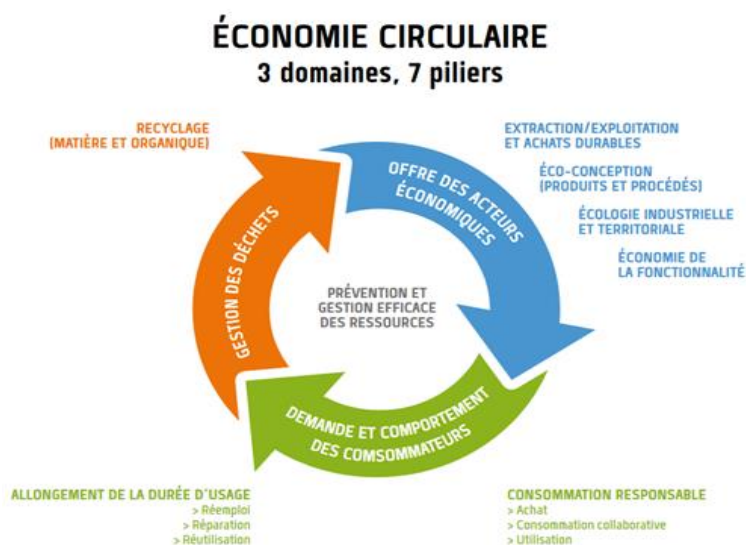 ÉCONOMIE CIRCULAIRE
3 domaines, 7 piliers
RECYCLAGE
(MATIÈRE ET ORGANIQUE)
EXTRACTION/EXPLOITATION
ET ACHATS DURABLES
ÉCO-CONCEPTION
(PRODUITS ET PROCÉDÉS)
ÉCOLOGIE INDUSTRIELLE
ET TERRITORIALE
ÉCONOMIE DE
LA FONCTIONNALITÉ
OFFRE DES ACTEURS
ÉCONOMIQUES
GESTION DES DÉCHETS
PRÉVENTION ET
GESTION EFFICACE
DES RESSOURCES
DEMANDE ET COMPORTEMENT
DES COMSOMMATEURS
ALLONGEMENT DE LA DURÉE D'USAGE
> Réemploi
> Réparation
> Réutilisation
CONSOMMATION RESPONSABLE
> Achat
> Consommation collaborative
> Utilisation